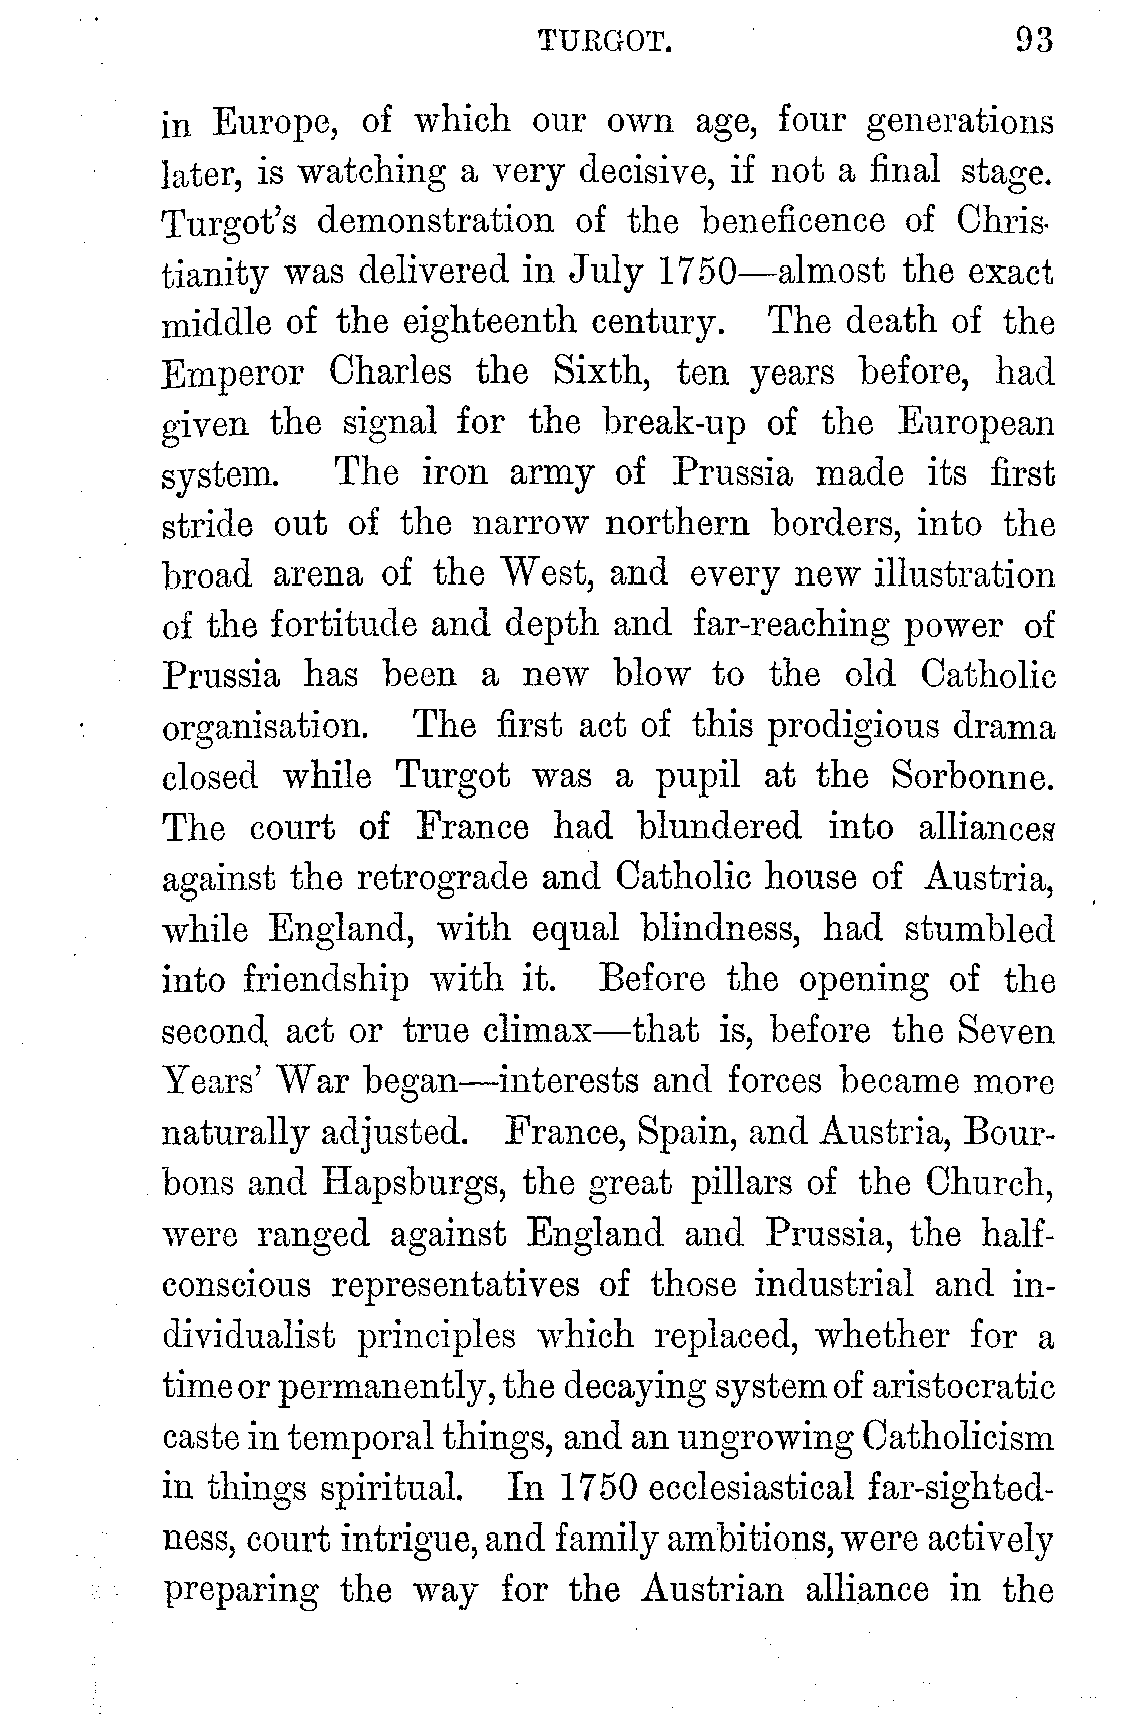 TURGOT. 93
in Europe, of which our own age, four generations
later, is watching a very decisive, if not a final stage.
Turgot's demonstration of the beneficence of Chris-
tianity was delivered in July 1750—almost the exact
middle of the eighteenth century. The death of the
Emperor Charles the Sixth, ten years before, had
given the signal for the break-up of the European
system. The iron army of Prussia made its first
stride out of the narrow northern borders, into the
broad arena of the West, and every new illustration
of the fortitude and depth and far-reaching power of
Prussia has been a new blow to the old Catholic
organisation. The first act of this prodigious drama
closed while Turgot was a pupil at the Sorbonne.
The court of France had blundered into alliances
against the retrograde and Catholic house of Austria,
while England, with equal blindness, had stumbled
into friendship with it. Before the opening of the
second act or true climax—that is, before the Seven
Years' War began—interests and forces became more
naturally adjusted. France, Spain, and Austria, Bour-
bons and Hapsburgs, the great pillars of the Church,
were ranged against England and Prussia, the half-
conscious representatives of those industrial and in-
dividualist principles which replaced, whether for a
time or permanently, the decaying system of aristocratic
caste in temporal things, and an ungrowing Catholicism
in things spiritual. In 1750 ecclesiastical far-sighted-
ness, court intrigue, and family ambitions, were actively
preparing the way for the Austrian alliance in the